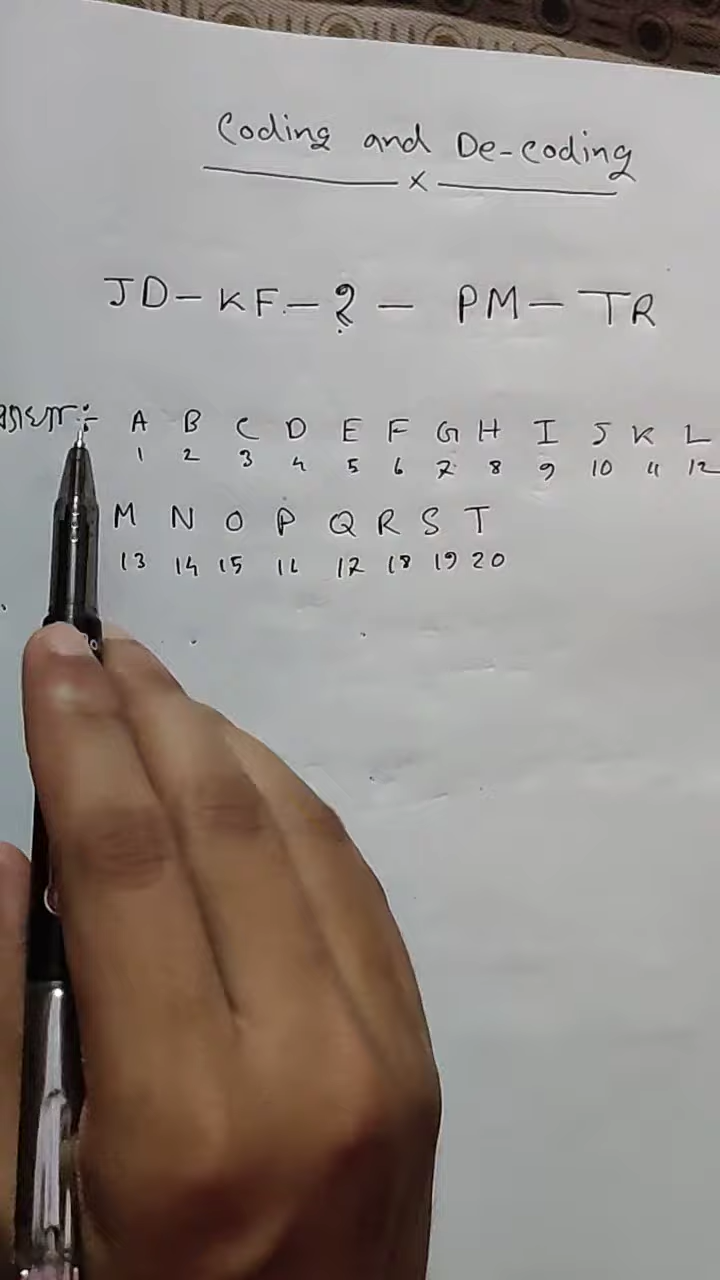 Coding and De-coding
x
JD - KF - ? - PM - TR
:- A B C D E F G H I J K L
1 2 3 4 5 6 7 8 9 10 11 12
M N O P Q R S T
13 14 15 16 17 18 19 20